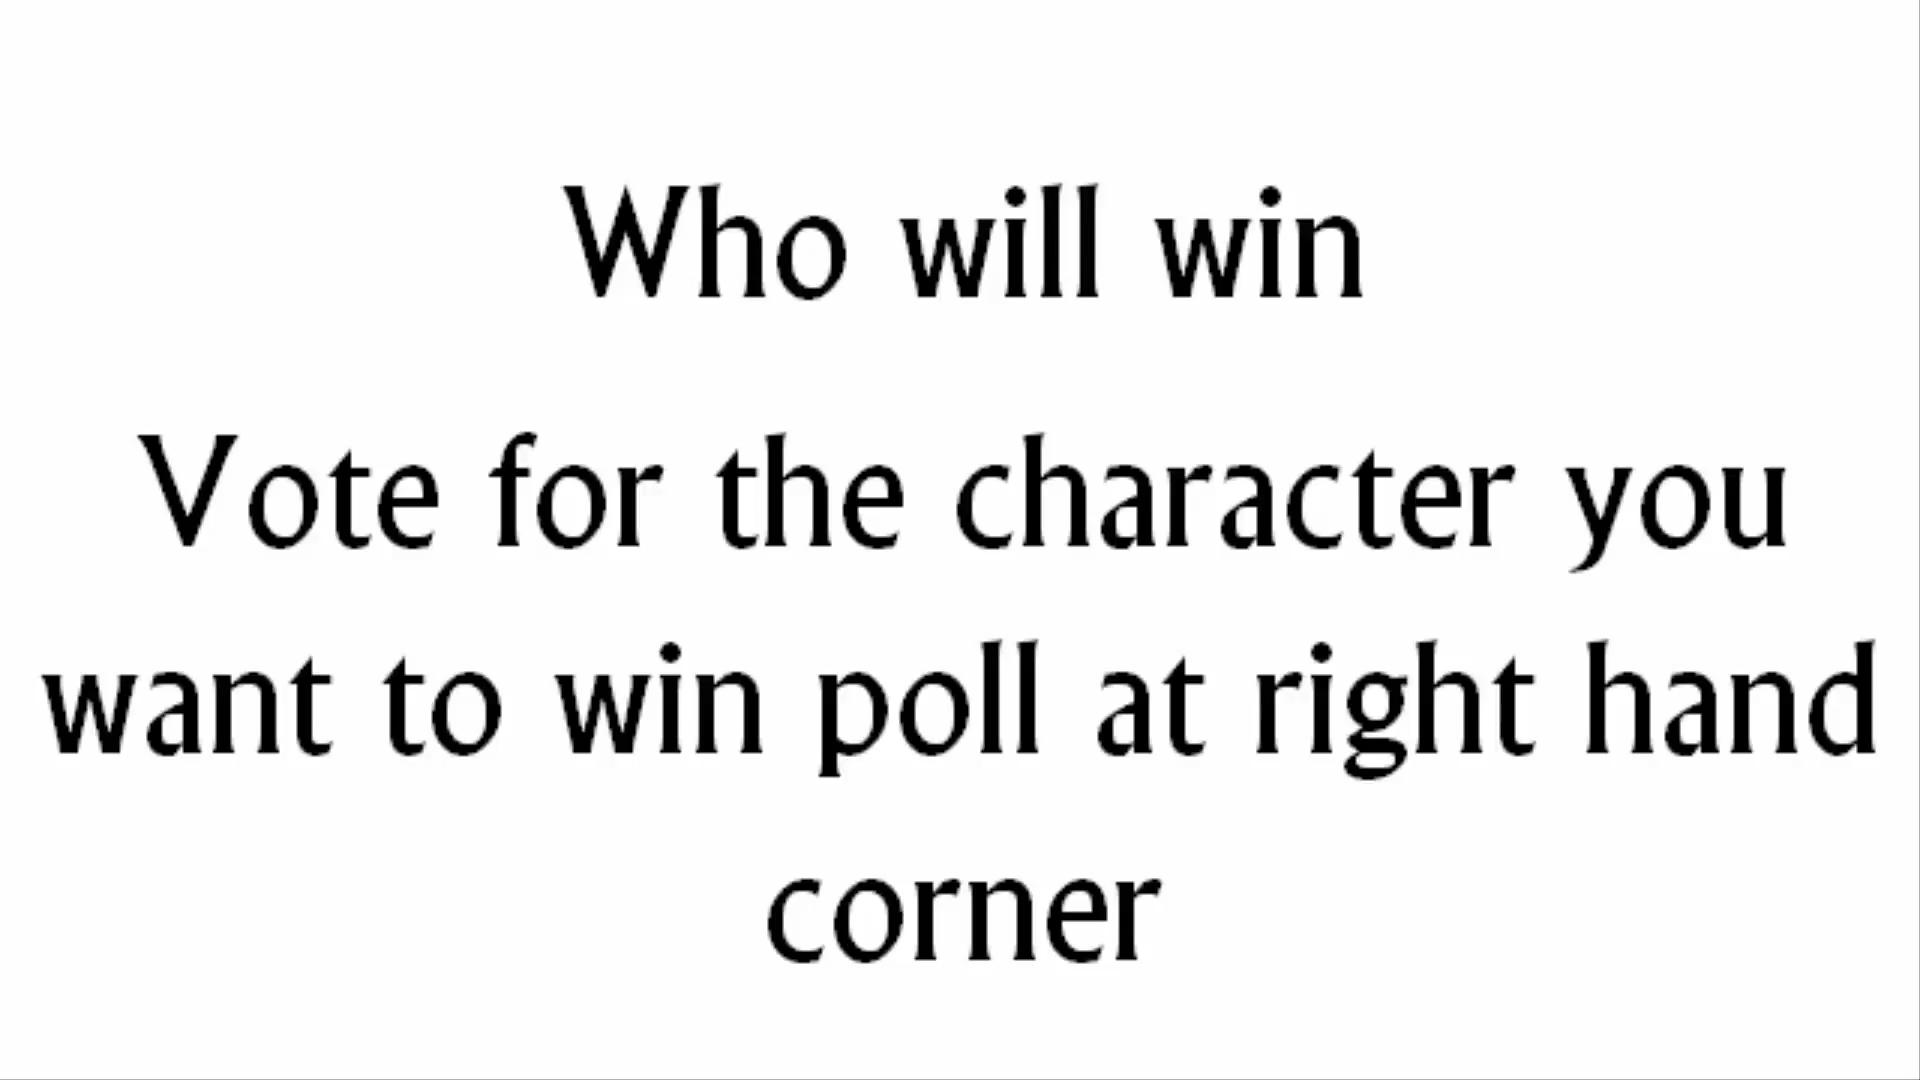 Who will win
Vote for the character you
want to win poll at right hand
corner